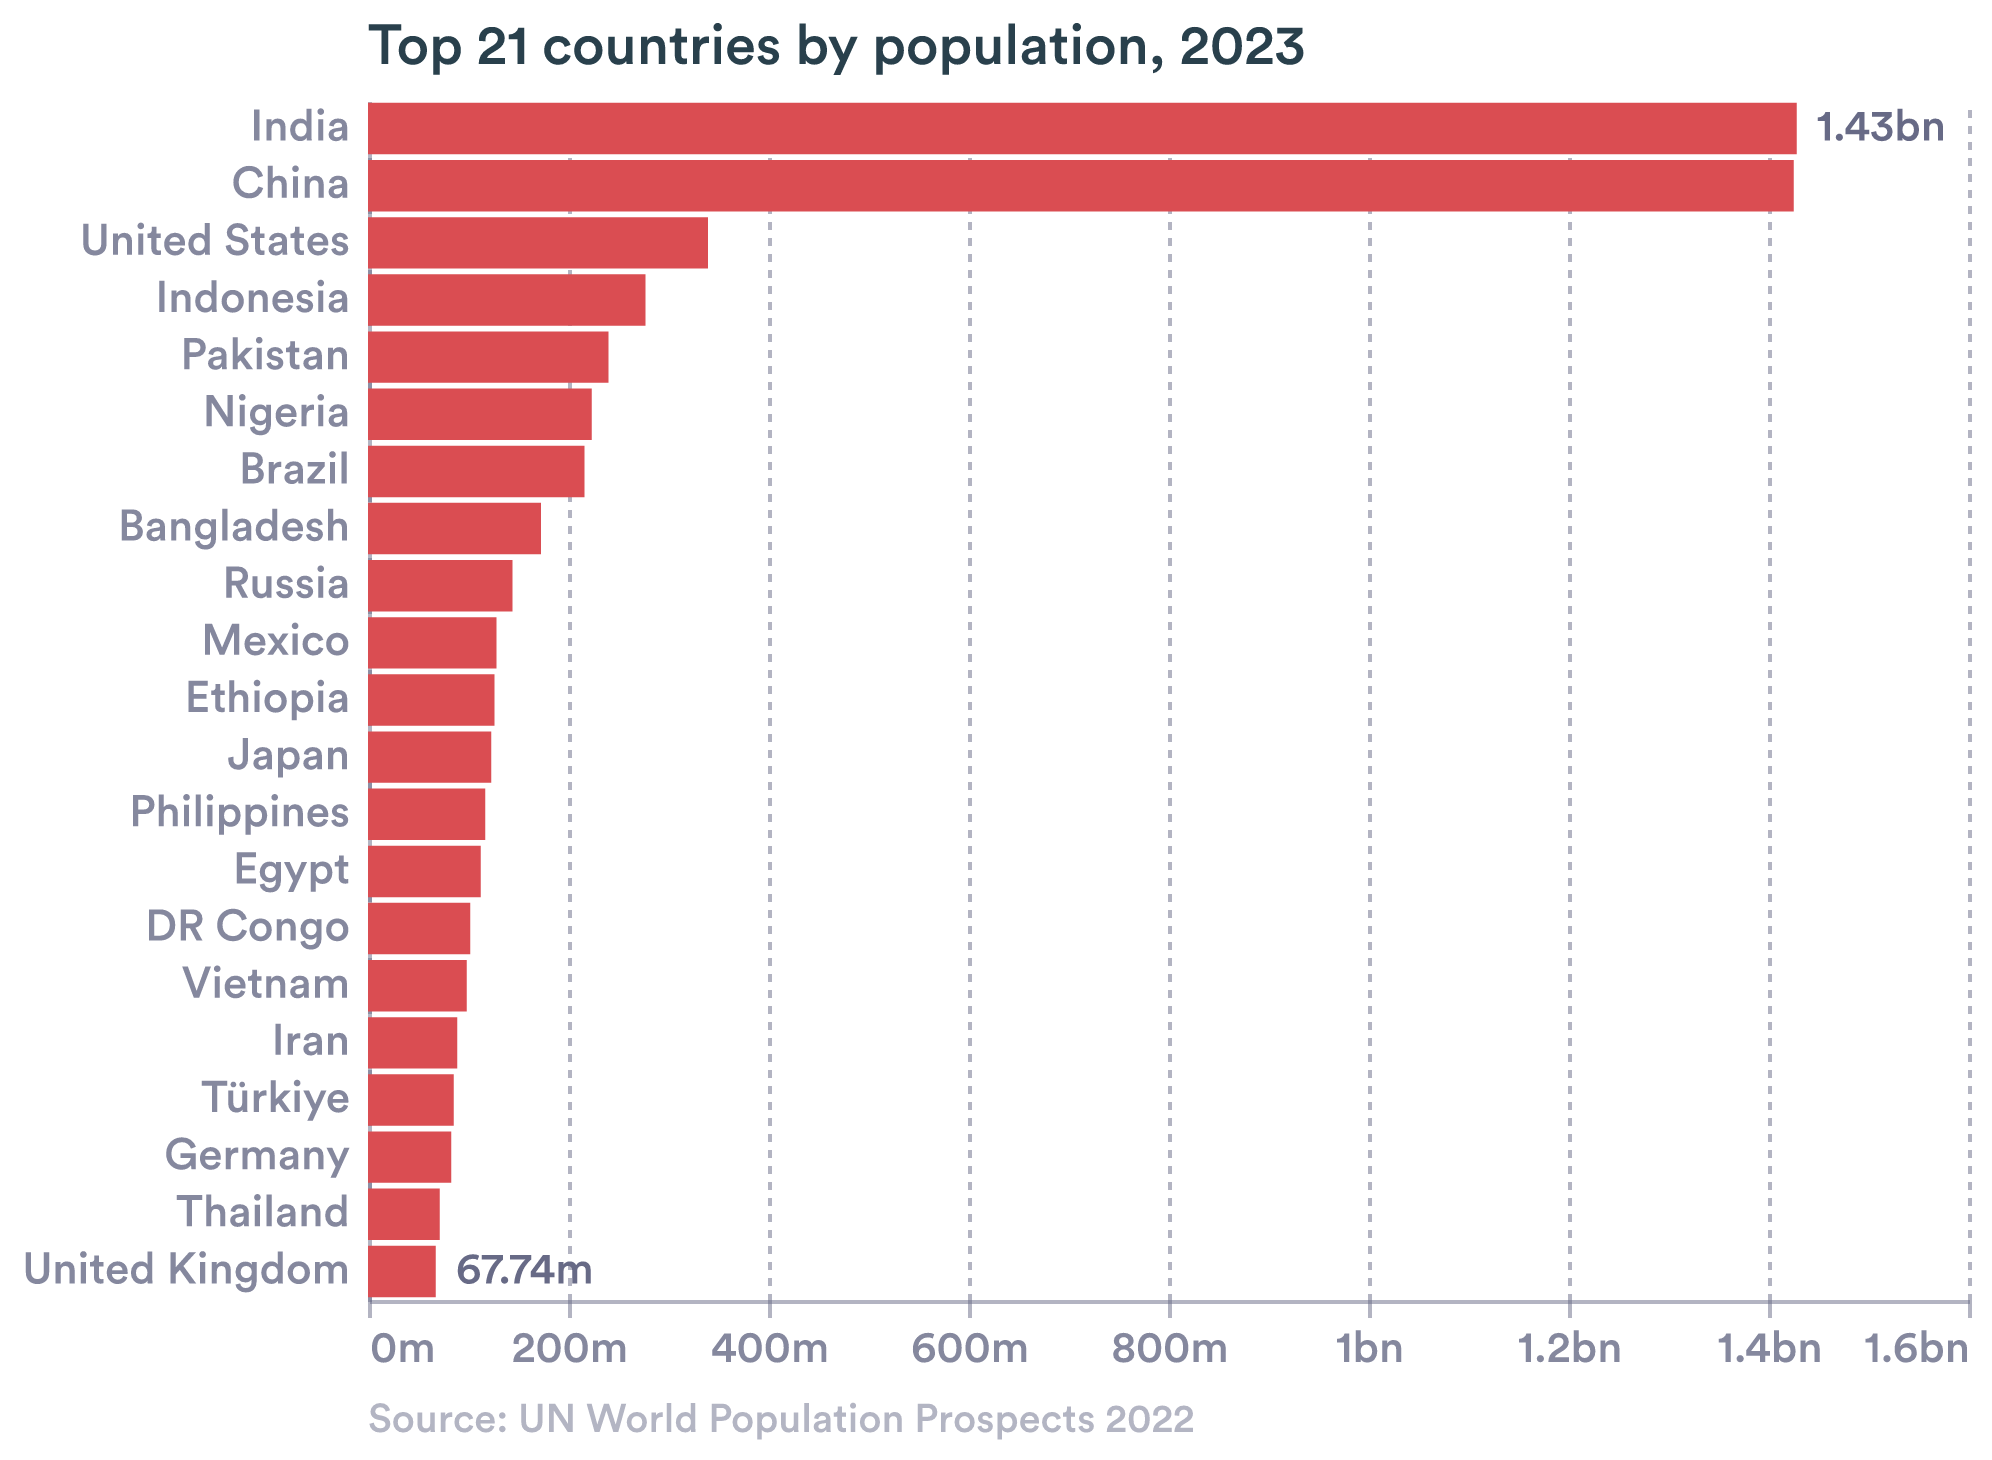 Top 21 countries by population, 2023
India 1.43bn
China
United States
Indonesia
Pakistan
Nigeria
Brazil
Bangladesh
Russia
Mexico
Ethiopia
Japan
Philippines
Egypt
DR Congo
Vietnam
Iran
Türkiye
Germany
Thailand
United Kingdom 67.74m
0m 200m 400m 600m 800m 1bn 1.2bn 1.4bn 1.6bn
Source: UN World Population Prospects 2022